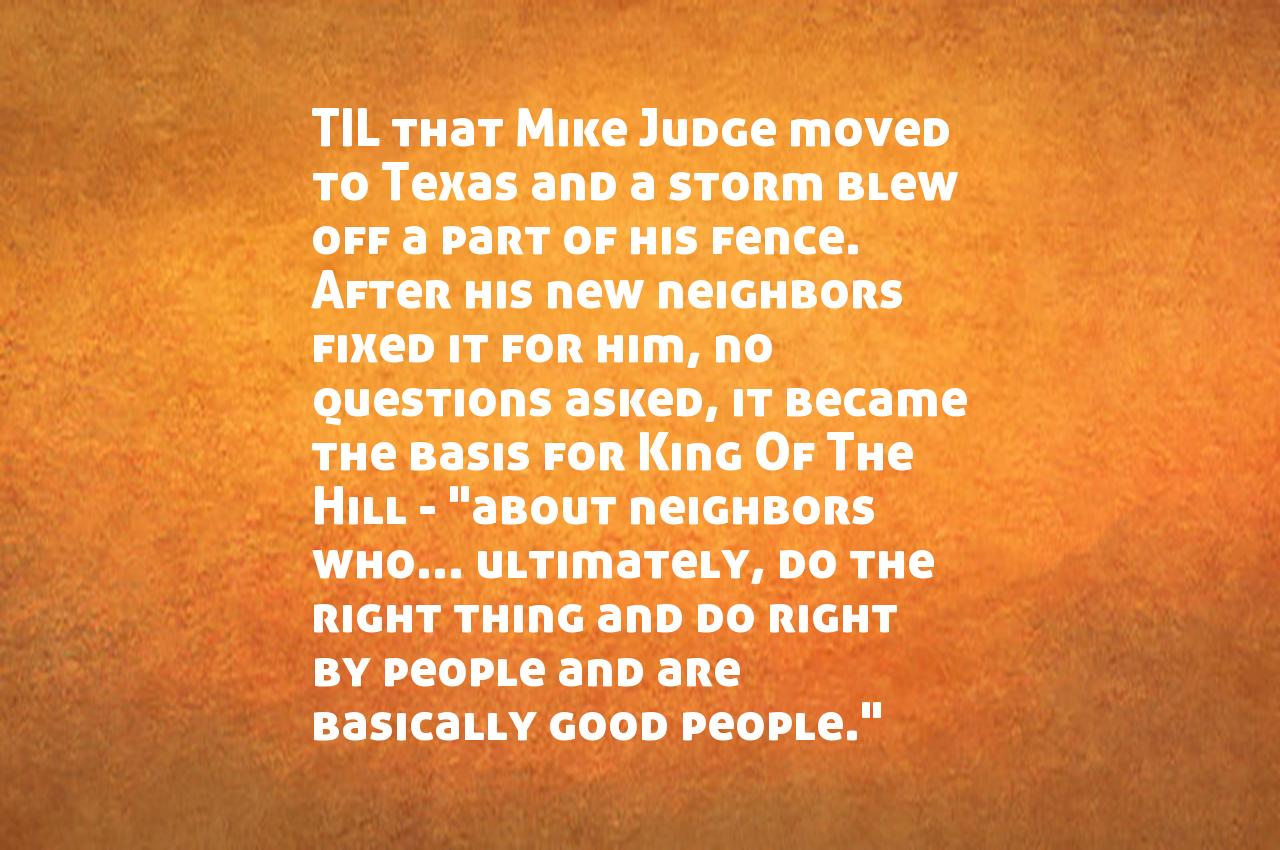 TIL that Mike Judge moved
to Texas and a storm blew
off a part of his fence.
After his new neighbors
fixed it for him, no
questions asked, it became
the basis for King Of The
Hill - "about neighbors
who... ultimately, do the
right thing and do right
by people and are
basically good people."